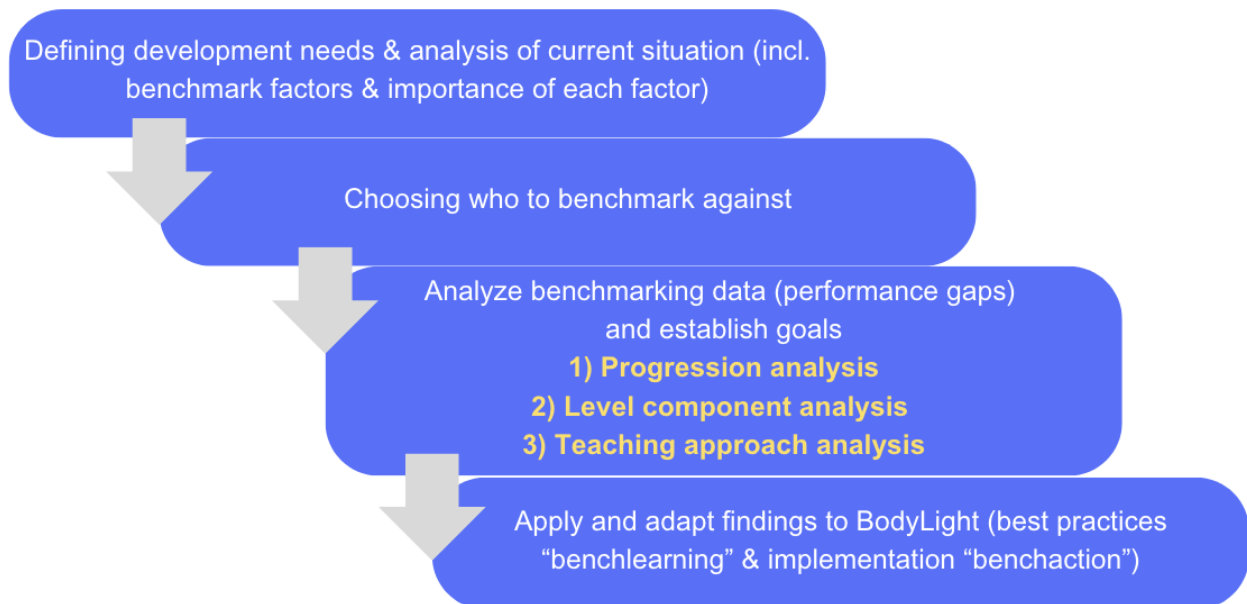 Defining development needs & analysis of current situation (incl.
benchmark factors & importance of each factor)
Choosing who to benchmark against
Analyze benchmarking data (performance gaps)
and establish goals
1) Progression analysis
2) Level component analysis
3) Teaching approach analysis
Apply and adapt findings to BodyLight (best practices
“benchlearning” & implementation “benchaction”)